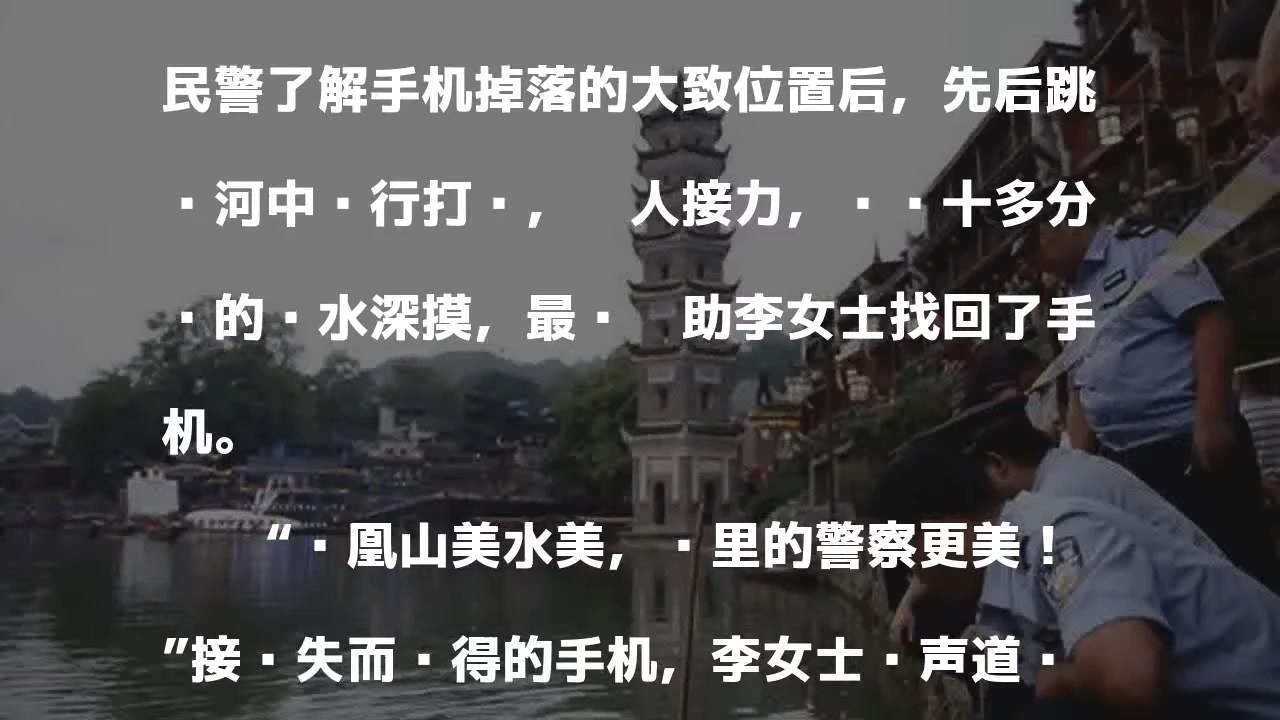 民警了解手机掉落的大致位置后，先后跳
·河中·行打·， 人接力，··十多分
·的·水深摸，最· 助李女士找回了手
机。
“·凰山美水美，·里的警察更美！
”接·失而·得的手机，李女士·声道·